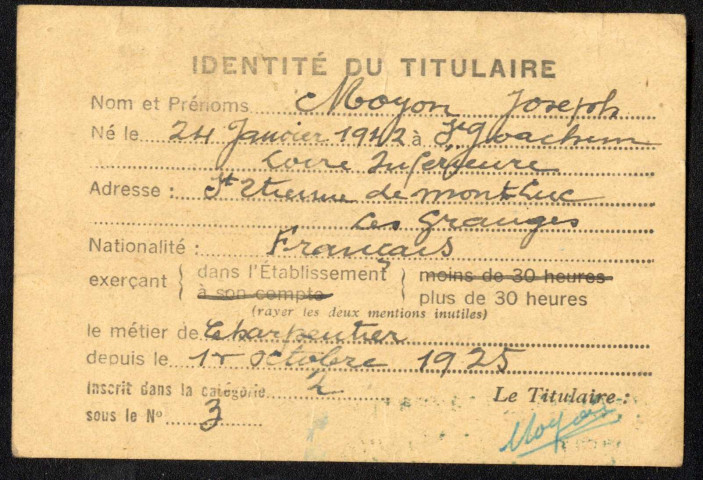 IDENTITÉ DU TITULAIRE
Nom et Prénoms Moyon Joseph
Né le 24 Janvier 1942 à St Joachim
Loire Inférieure
Adresse : St Etienne de montluc
Les Granges
Nationalité : Français
exerçant { dans l'Établissement } { moins de 30 heures
à son compte plus de 30 heures
(rayer les deux mentions inutiles)
le métier de Charpentier
depuis le 1er octobre 1925
Inscrit dans la catégorie 2 Le Titulaire :
sous le N° 3 Moyon